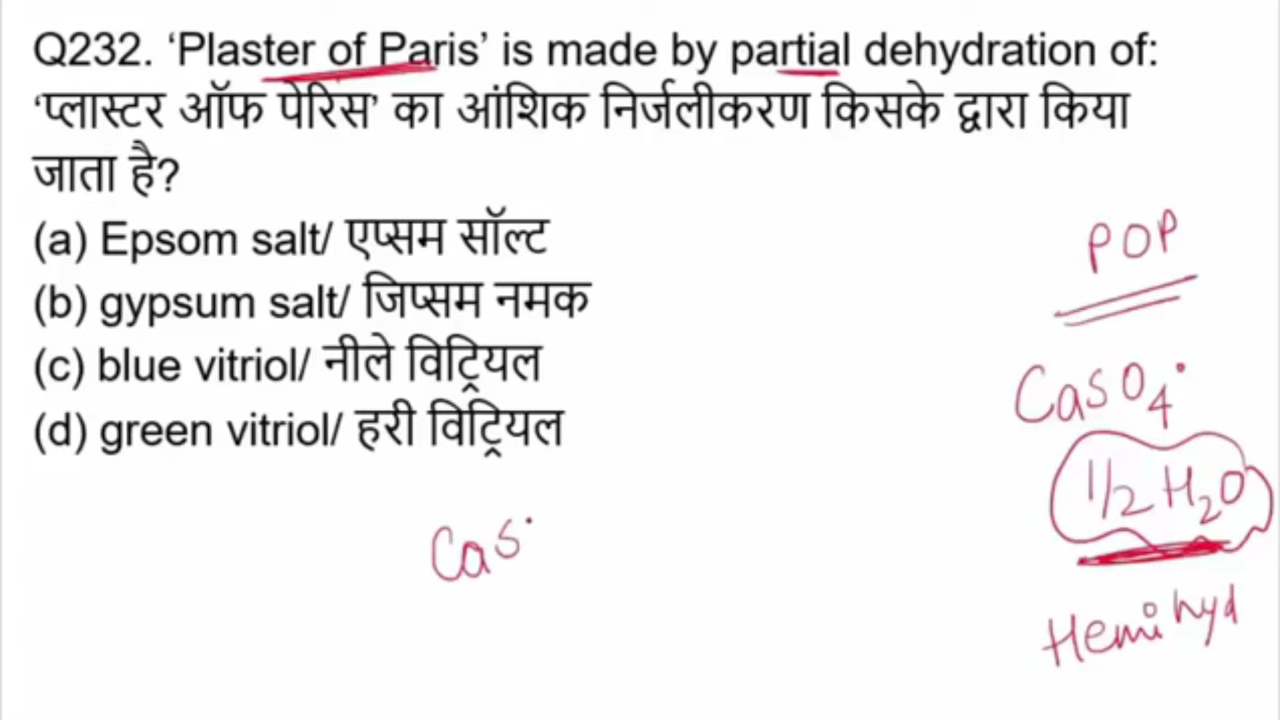 Q232. ‘Plaster of Paris’ is made by partial dehydration of:
‘प्लास्टर ऑफ पेरिस’ का आंशिक निर्जलीकरण किसके द्वारा किया
जाता है?
(a) Epsom salt/ एप्सम सॉल्ट
(b) gypsum salt/ जिप्सम नमक
(c) blue vitriol/ नीले विट्रियल
(d) green vitriol/ हरी विट्रियल
POP
CaSO₄·
1/2 H₂O
Hemihyd
CaS